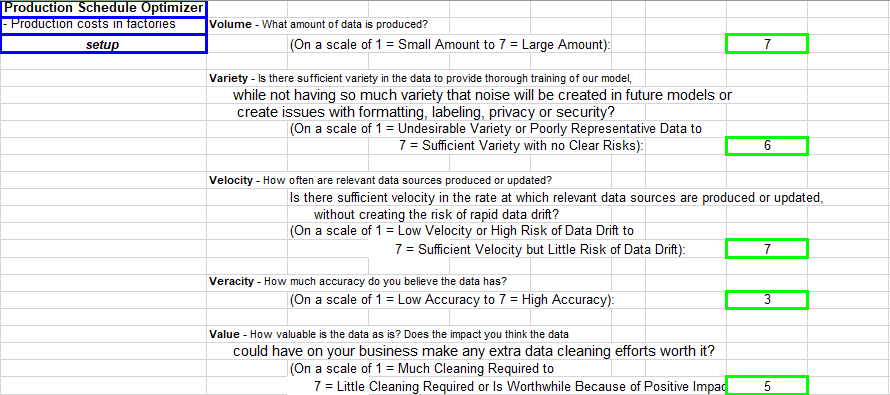 Production Schedule Optimizer
- Production costs in factories
setup
Volume - What amount of data is produced?
(On a scale of 1 = Small Amount to 7 = Large Amount): 7
Variety - Is there sufficient variety in the data to provide thorough training of our model,
while not having so much variety that noise will be created in future models or
create issues with formatting, labeling, privacy or security?
(On a scale of 1 = Undesirable Variety or Poorly Representative Data to
7 = Sufficient Variety with no Clear Risks): 6
Velocity - How often are relevant data sources produced or updated?
Is there sufficient velocity in the rate at which relevant data sources are produced or updated,
without creating the risk of rapid data drift?
(On a scale of 1 = Low Velocity or High Risk of Data Drift to
7 = Sufficient Velocity but Little Risk of Data Drift): 7
Veracity - How much accuracy do you believe the data has?
(On a scale of 1 = Low Accuracy to 7 = High Accuracy): 3
Value - How valuable is the data as is? Does the impact you think the data
could have on your business make any extra data cleaning efforts worth it?
(On a scale of 1 = Much Cleaning Required to
7 = Little Cleaning Required or Is Worthwhile Because of Positive Impac 5